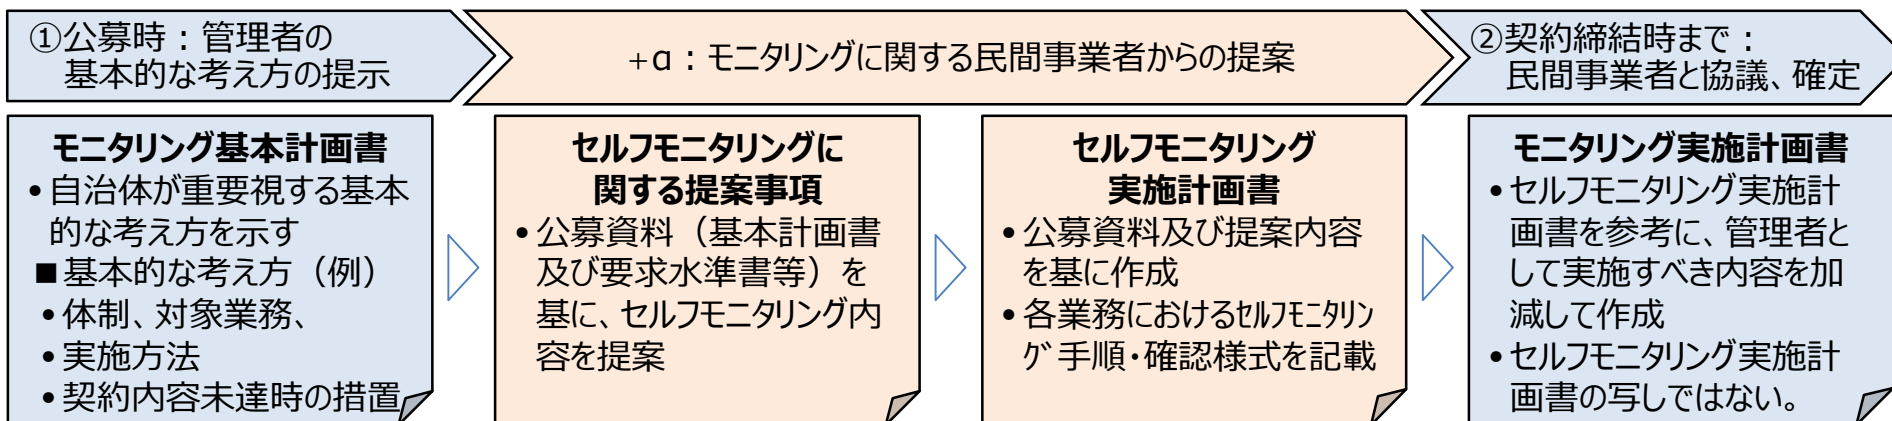 ①公募時：管理者の
基本的な考え方の提示
+α：モニタリングに関する民間事業者からの提案
②契約締結時まで：
民間事業者と協議、確定
モニタリング基本計画書
•自治体が重要視する基本
的な考え方を示す
■基本的な考え方（例）
•体制、対象業務、
•実施方法
•契約内容未達時の措置
セルフモニタリングに
関する提案事項
•公募資料（基本計画書
及び要求水準書等）を
基に、セルフモニタリング内
容を提案
セルフモニタリング
実施計画書
•公募資料及び提案内容
を基に作成
•各業務におけるｾﾙﾌﾓﾆﾀﾘﾝ
ｸﾞ手順・確認様式を記載
モニタリング実施計画書
•セルフモニタリング実施計
画書を参考に、管理者と
して実施すべき内容を加
減して作成
•セルフモニタリング実施計
画書の写しではない。